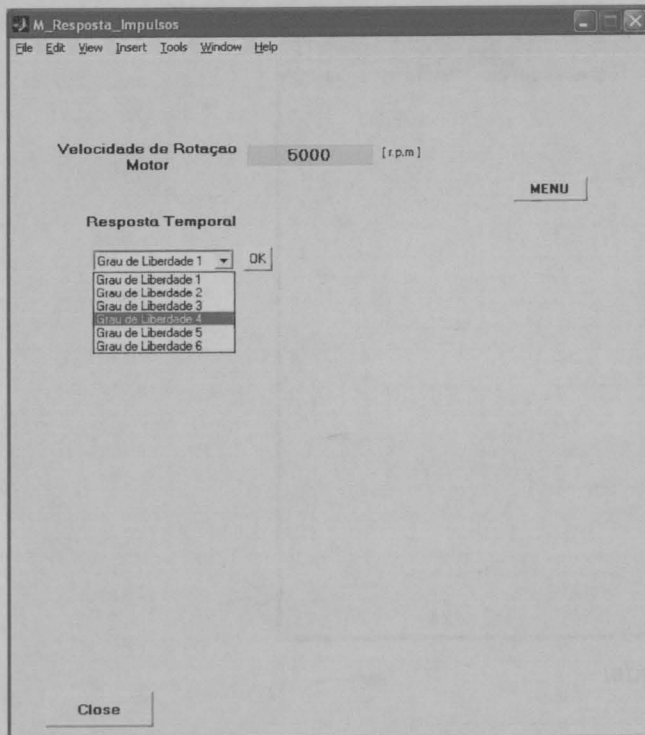 M_Resposta_Impulsos
File Edit View Insert Tools Window Help
Velocidade de Rotaçao
Motor
5000 [r.p.m]
MENU
Resposta Temporal
Grau de Liberdade 1 OK
Grau de Liberdade 1
Grau de Liberdade 2
Grau de Liberdade 3
Grau de Liberdade 4
Grau de Liberdade 5
Grau de Liberdade 6
Close